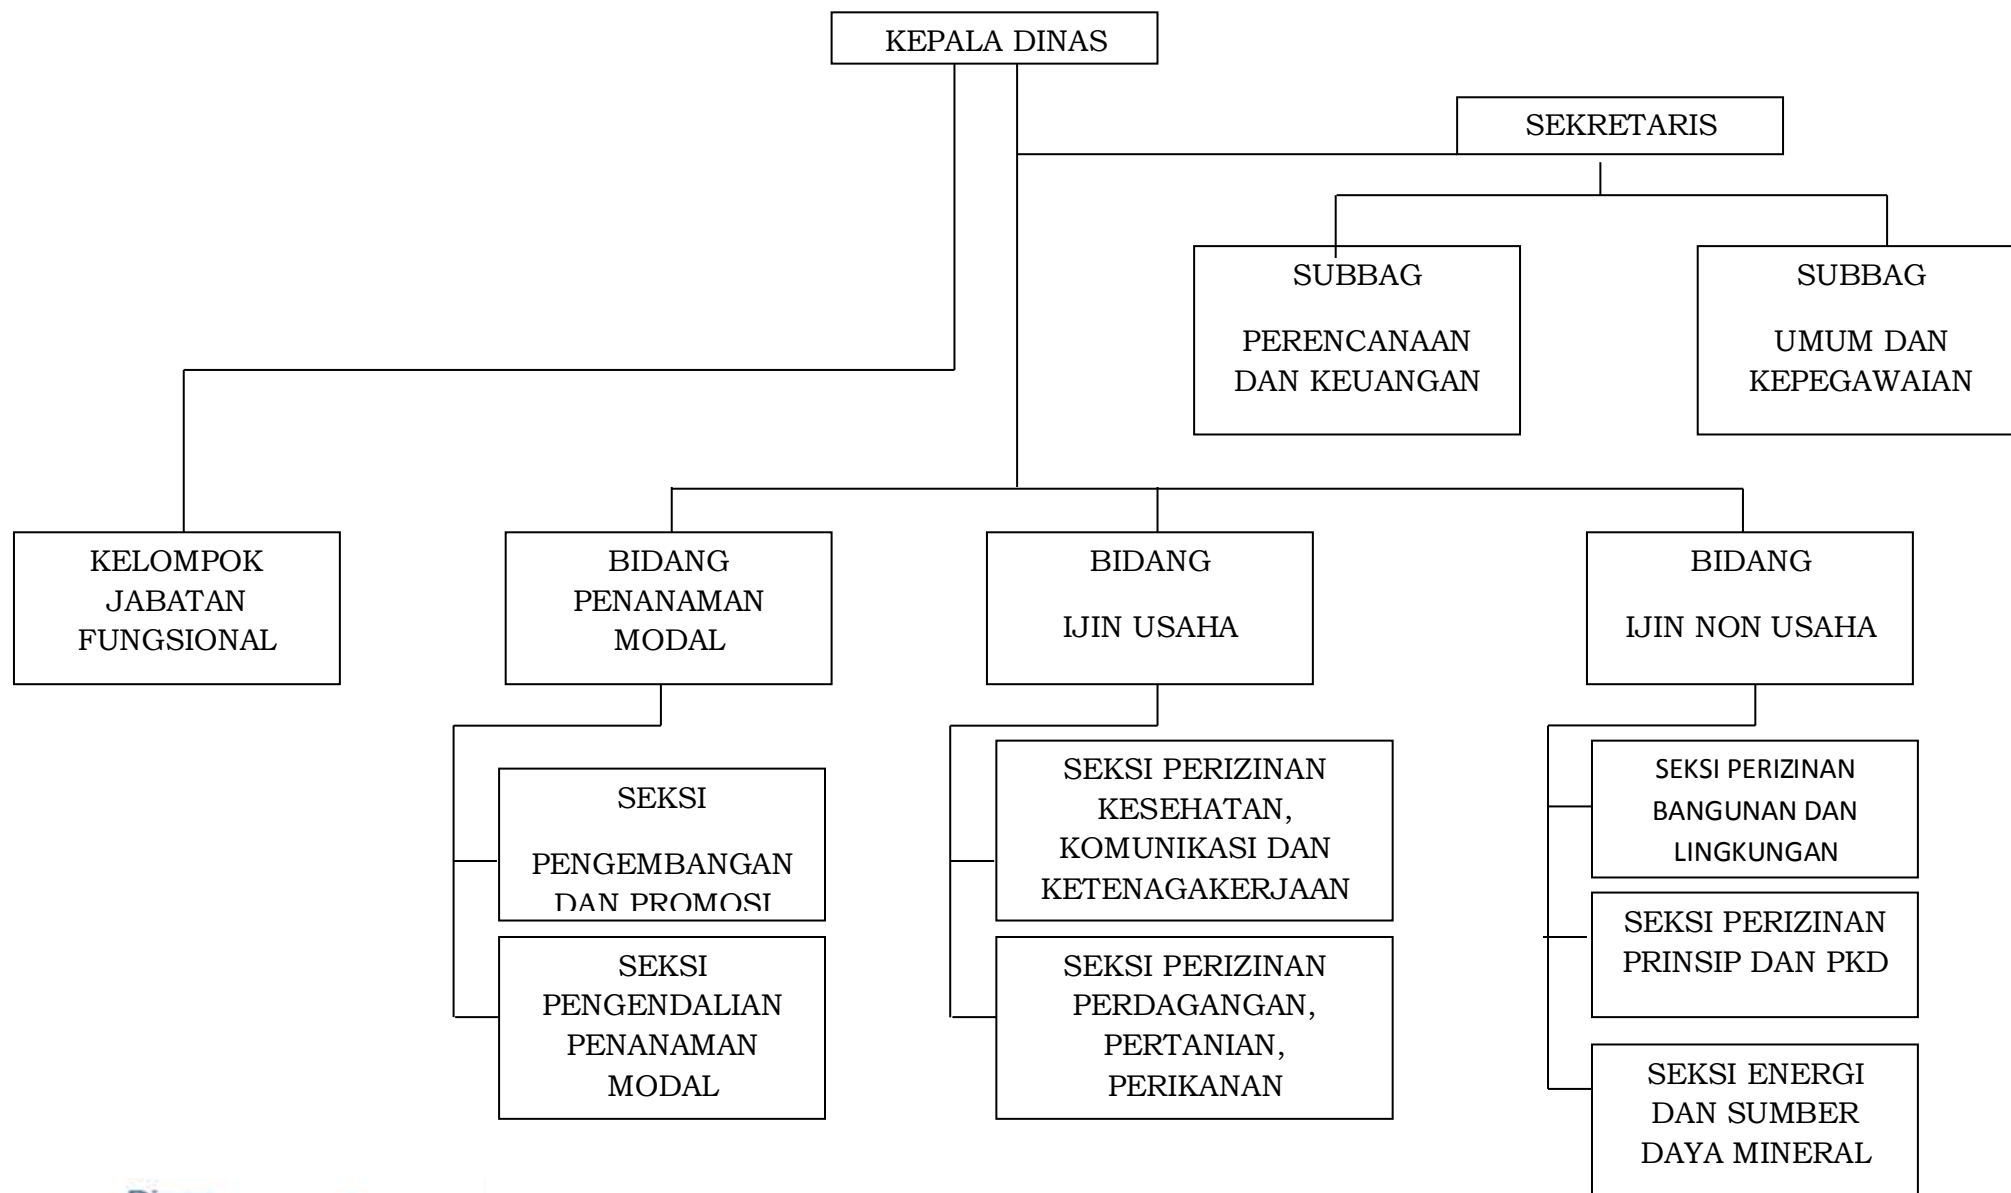 KEPALA DINAS
SEKRETARIS
SUBBAG
PERENCANAAN
DAN KEUANGAN
SUBBAG
UMUM DAN
KEPEGAWAIAN
KELOMPOK
JABATAN
FUNGSIONAL
BIDANG
PENANAMAN
MODAL
BIDANG
IJIN USAHA
BIDANG
IJIN NON USAHA
SEKSI
PENGEMBANGAN
DAN PROMOSI
SEKSI
PENGENDALIAN
PENANAMAN
MODAL
SEKSI PERIZINAN
KESEHATAN,
KOMUNIKASI DAN
KETENAGAKERJAAN
SEKSI PERIZINAN
PERDAGANGAN,
PERTANIAN,
PERIKANAN
SEKSI PERIZINAN
BANGUNAN DAN
LINGKUNGAN
SEKSI PERIZINAN
PRINSIP DAN PKD
SEKSI ENERGI
DAN SUMBER
DAYA MINERAL